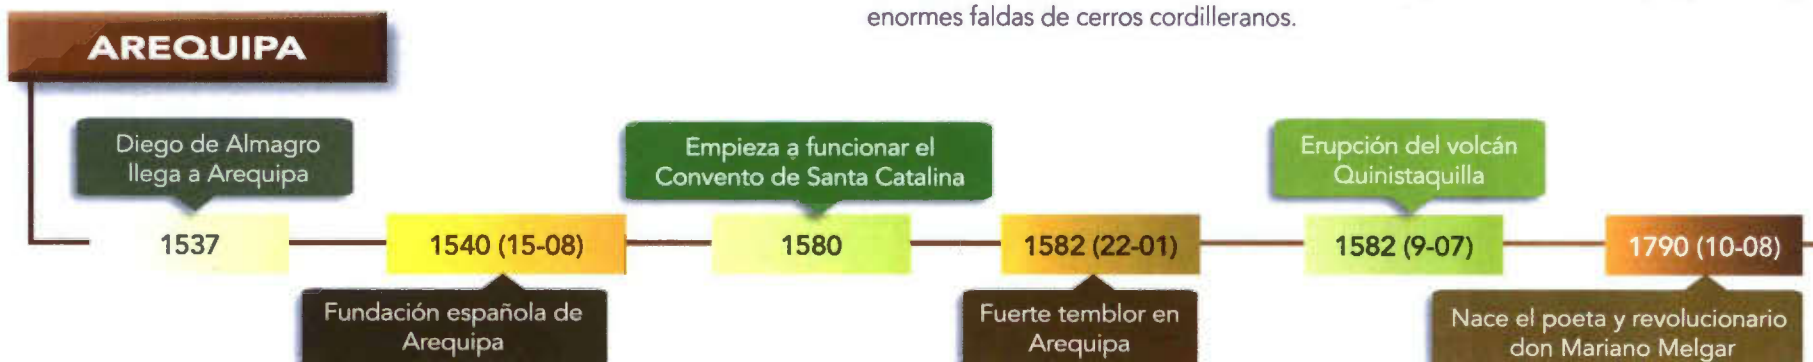 enormes faldas de cerros cordilleranos.
AREQUIPA
Diego de Almagro
llega a Arequipa
1537
1540 (15-08)
Fundación española de
Arequipa
Empieza a funcionar el
Convento de Santa Catalina
1580
1582 (22-01)
Fuerte temblor en
Arequipa
Erupción del volcán
Quinistaquilla
1582 (9-07)
1790 (10-08)
Nace el poeta y revolucionario
don Mariano Melgar